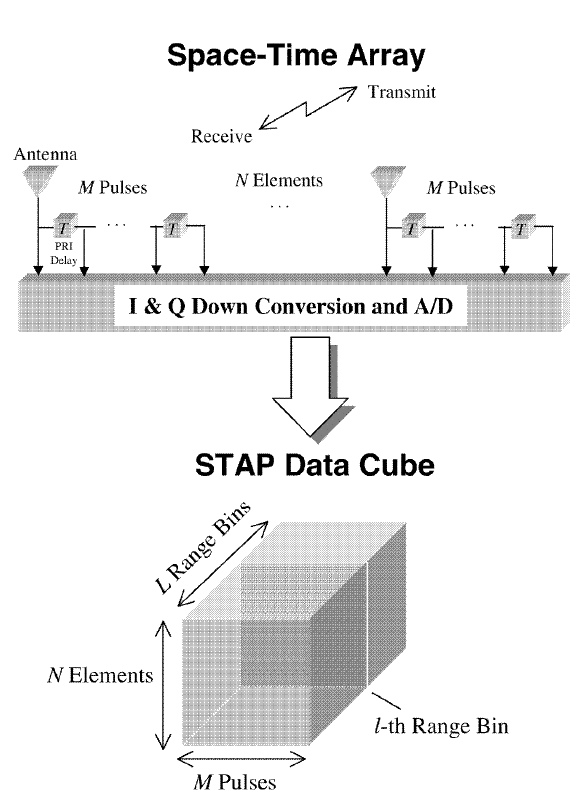 Space-Time Array
Transmit
Receive
Antenna
M Pulses
N Elements
M Pulses
. . .
T
. . .
T
T
. . .
T
PRI
Delay
I & Q Down Conversion and A/D
STAP Data Cube
L Range Bins
N Elements
l-th Range Bin
M Pulses